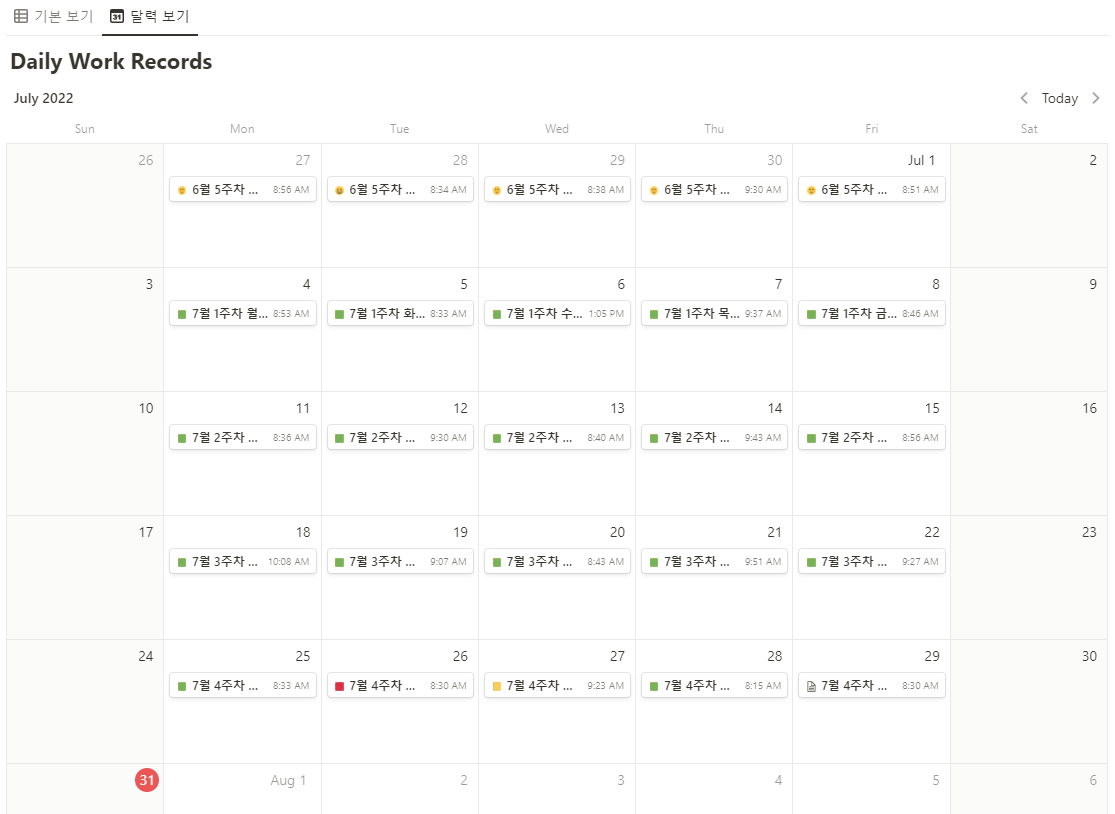 기본 보기 달력 보기
Daily Work Records
July 2022 Today
Sun Mon Tue Wed Thu Fri Sat
26 27 28 29 30 Jul 1 2
6월 5주차 ... 8:56 AM 6월 5주차 ... 8:34 AM 6월 5주차 ... 8:38 AM 6월 5주차 ... 9:30 AM 6월 5주차 ... 8:51 AM
3 4 5 6 7 8 9
7월 1주차 월... 8:53 AM 7월 1주차 화... 8:33 AM 7월 1주차 수... 1:05 PM 7월 1주차 목... 9:37 AM 7월 1주차 금... 8:46 AM
10 11 12 13 14 15 16
7월 2주차 ... 8:36 AM 7월 2주차 ... 9:30 AM 7월 2주차 ... 8:40 AM 7월 2주차 ... 9:43 AM 7월 2주차 ... 8:56 AM
17 18 19 20 21 22 23
7월 3주차 ... 10:08 AM 7월 3주차 ... 9:07 AM 7월 3주차 ... 8:43 AM 7월 3주차 ... 9:51 AM 7월 3주차 ... 9:27 AM
24 25 26 27 28 29 30
7월 4주차 ... 8:33 AM 7월 4주차 ... 8:30 AM 7월 4주차 ... 9:23 AM 7월 4주차 ... 8:15 AM 7월 4주차 ... 8:30 AM
31 Aug 1 2 3 4 5 6